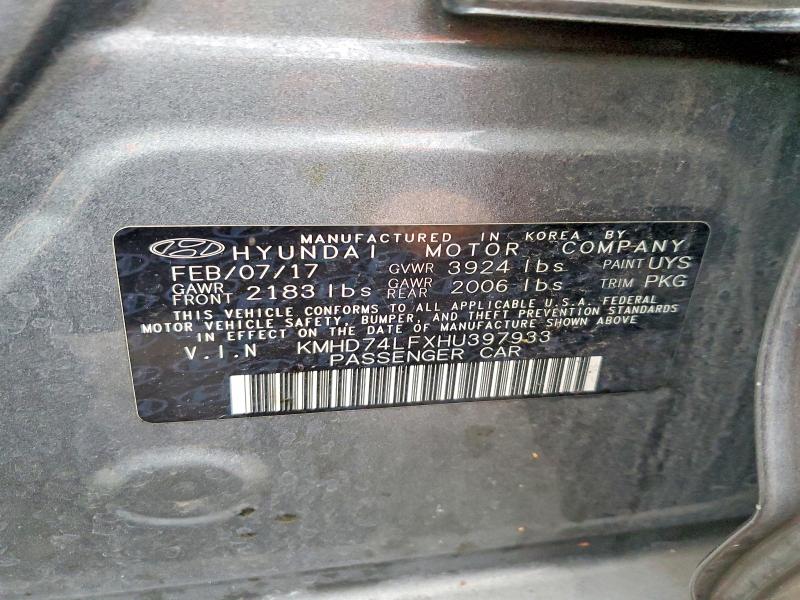 MANUFACTURED IN KOREA BY
HYUNDAI MOTOR COMPANY
FEB/07/17 GVWR 3924 lbs PAINT UYS
GAWR FRONT 2183 lbs GAWR REAR 2006 lbs TRIM PKG
THIS VEHICLE CONFORMS TO ALL APPLICABLE U.S.A. FEDERAL
MOTOR VEHICLE SAFETY, BUMPER, AND THEFT PREVENTION STANDARDS
IN EFFECT ON THE DATE OF MANUFACTURE SHOWN ABOVE
V.I.N KMHD74LFXHU397933
PASSENGER CAR